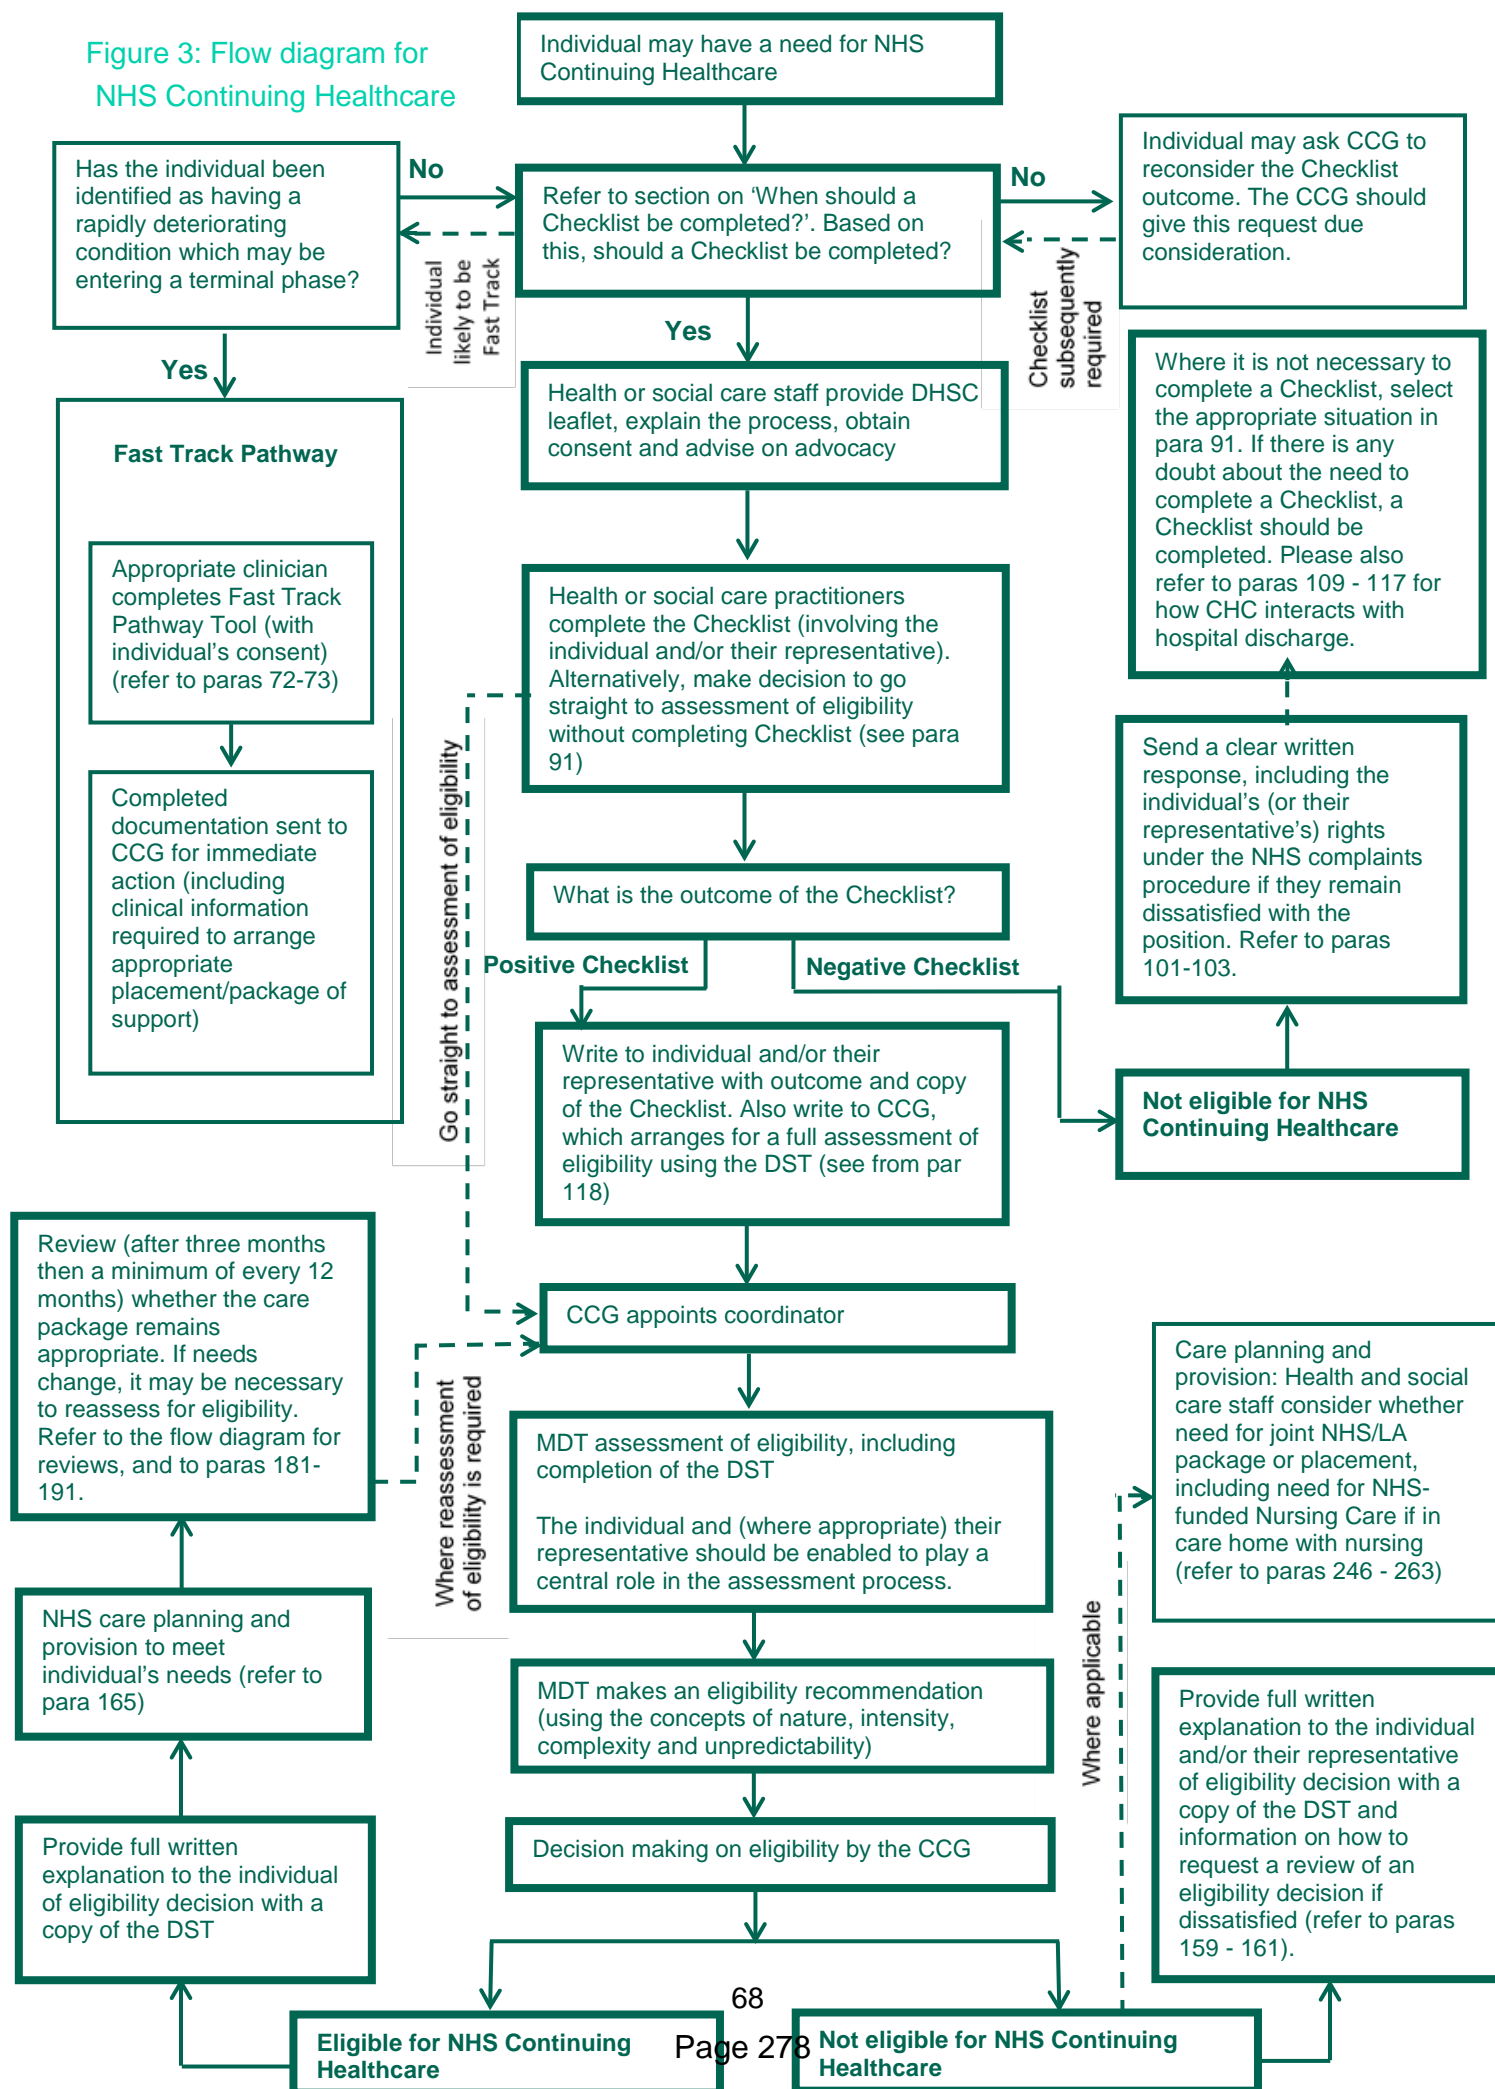 Figure 3: Flow diagram for
NHS Continuing Healthcare
Individual may have a need for NHS
Continuing Healthcare
Has the individual been
identified as having a
rapidly deteriorating
condition which may be
entering a terminal phase?
No
Refer to section on ‘When should a
Checklist be completed?’. Based on
this, should a Checklist be completed?
No
Individual may ask CCG to
reconsider the Checklist
outcome. The CCG should
give this request due
consideration.
Individual
likely to be
Fast Track
Checklist
subsequently
required
Yes
Yes
Where it is not necessary to
complete a Checklist, select
the appropriate situation in
para 91. If there is any
doubt about the need to
complete a Checklist, a
Checklist should be
completed. Please also
refer to paras 109 - 117 for
how CHC interacts with
hospital discharge.
Health or social care staff provide DHSC
leaflet, explain the process, obtain
consent and advise on advocacy
Fast Track Pathway
Appropriate clinician
completes Fast Track
Pathway Tool (with
individual’s consent)
(refer to paras 72-73)
Completed
documentation sent to
CCG for immediate
action (including
clinical information
required to arrange
appropriate
placement/package of
support)
Health or social care practitioners
complete the Checklist (involving the
individual and/or their representative).
Alternatively, make decision to go
straight to assessment of eligibility
without completing Checklist (see para
91)
Go straight to assessment of eligibility
Send a clear written
response, including the
individual’s (or their
representative’s) rights
under the NHS complaints
procedure if they remain
dissatisfied with the
position. Refer to paras
101-103.
What is the outcome of the Checklist?
Positive Checklist
Negative Checklist
Write to individual and/or their
representative with outcome and copy
of the Checklist. Also write to CCG,
which arranges for a full assessment of
eligibility using the DST (see from par
118)
Not eligible for NHS
Continuing Healthcare
Review (after three months
then a minimum of every 12
months) whether the care
package remains
appropriate. If needs
change, it may be necessary
to reassess for eligibility.
Refer to the flow diagram for
reviews, and to paras 181-
191.
CCG appoints coordinator
Where reassessment
of eligibility is required
MDT assessment of eligibility, including
completion of the DST
The individual and (where appropriate) their
representative should be enabled to play a
central role in the assessment process.
Care planning and
provision: Health and social
care staff consider whether
need for joint NHS/LA
package or placement,
including need for NHS-
funded Nursing Care if in
care home with nursing
(refer to paras 246 - 263)
Where applicable
NHS care planning and
provision to meet
individual’s needs (refer to
para 165)
MDT makes an eligibility recommendation
(using the concepts of nature, intensity,
complexity and unpredictability)
Provide full written
explanation to the individual
and/or their representative
of eligibility decision with a
copy of the DST and
information on how to
request a review of an
eligibility decision if
dissatisfied (refer to paras
159 - 161).
Provide full written
explanation to the individual
of eligibility decision with a
copy of the DST
Decision making on eligibility by the CCG
Eligible for NHS Continuing
Healthcare
68
Page 278
Not eligible for NHS Continuing
Healthcare